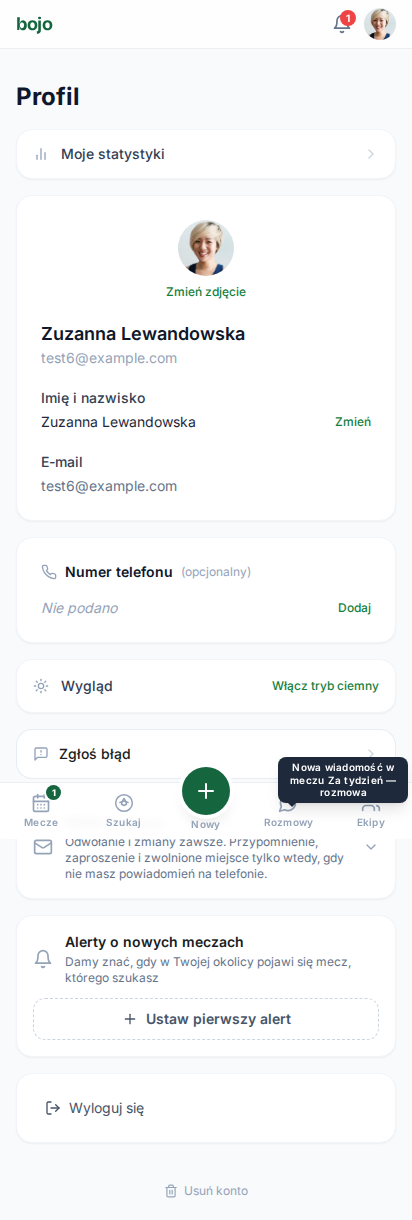 bojo
1
Profil
Moje statystyki
Zmień zdjęcie
Zuzanna Lewandowska
test6@example.com
Imię i nazwisko
Zuzanna Lewandowska
Zmień
E-mail
test6@example.com
Numer telefonu (opcjonalny)
Nie podano
Dodaj
Wygląd
Włącz tryb ciemny
Zgłoś błąd
Nowa wiadomość w
meczu Za tydzień —
rozmowa
1
Mecze
Szukaj
Nowy
Rozmowy
Ekipy
Odwołanie i zmiany zawsze. Przypomnienie,
zaproszenie i zwolnione miejsce tylko wtedy, gdy
nie masz powiadomień na telefonie.
Alerty o nowych meczach
Damy znać, gdy w Twojej okolicy pojawi się mecz,
którego szukasz
Ustaw pierwszy alert
Wyloguj się
Usuń konto